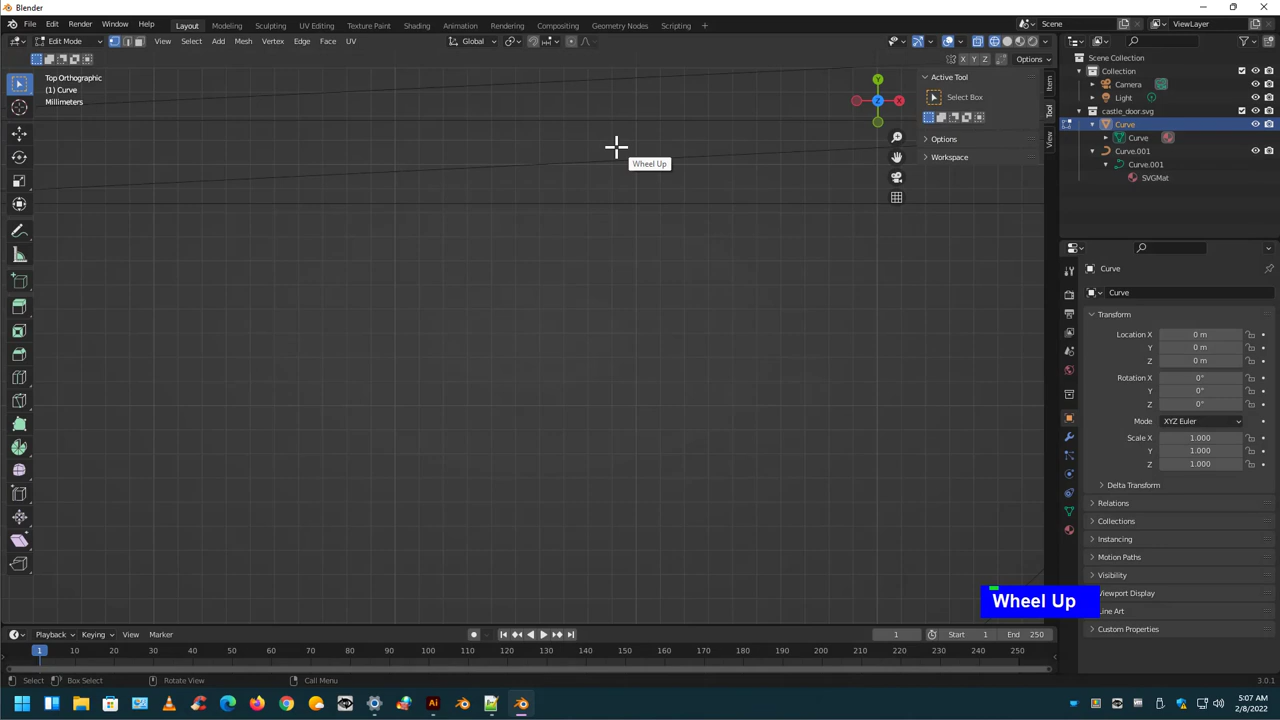 Blender
File Edit Render Window Help Layout Modeling Sculpting UV Editing Texture Paint Shading Animation Rendering Compositing Geometry Nodes Scripting + Scene ViewLayer
Edit Mode View Select Add Mesh Vertex Edge Face UV Global
X Y Z Options
Top Orthographic
(1) Curve
Millimeters
Wheel Up
Y
Z X
Active Tool
Select Box
Options
Workspace
Item
Tool
View
Scene Collection
Collection
Camera
Light
castle_door.svg
Curve
Curve
Curve.001
Curve.001
SVGMat
Curve
Curve
Transform
Location X 0 m
Y 0 m
Z 0 m
Rotation X 0°
Y 0°
Z 0°
Mode XYZ Euler
Scale X 1.000
Y 1.000
Z 1.000
Delta Transform
Relations
Collections
Instancing
Motion Paths
Visibility
Viewport Display
Line Art
Custom Properties
Wheel Up
Playback Keying View Marker 1 Start 1 End 250
1 10 20 30 40 50 60 70 80 90 100 110 120 130 140 150 160 170 180 190 200 210 220 230 240 250
Select Box Select Rotate View Call Menu 3.0.1
Ai
5:07 AM
2/8/2022